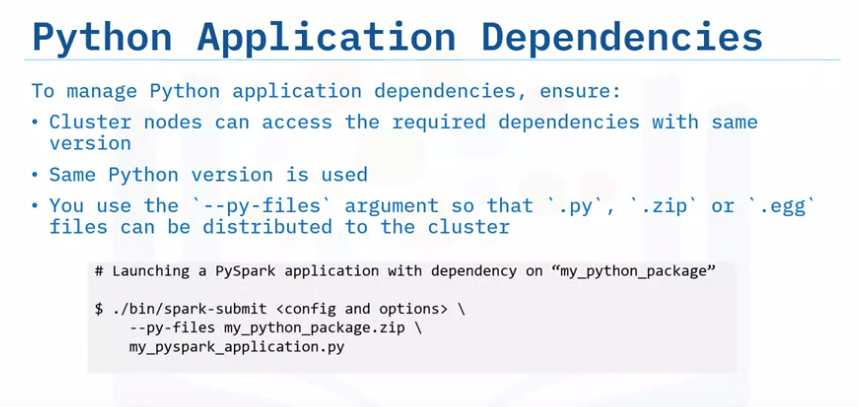 Python Application Dependencies
To manage Python application dependencies, ensure:
• Cluster nodes can access the required dependencies with same
version
• Same Python version is used
• You use the `--py-files` argument so that `.py`, `.zip` or `.egg`
files can be distributed to the cluster
# Launching a PySpark application with dependency on “my_python_package”
$ ./bin/spark-submit <config and options> \
--py-files my_python_package.zip \
my_pyspark_application.py